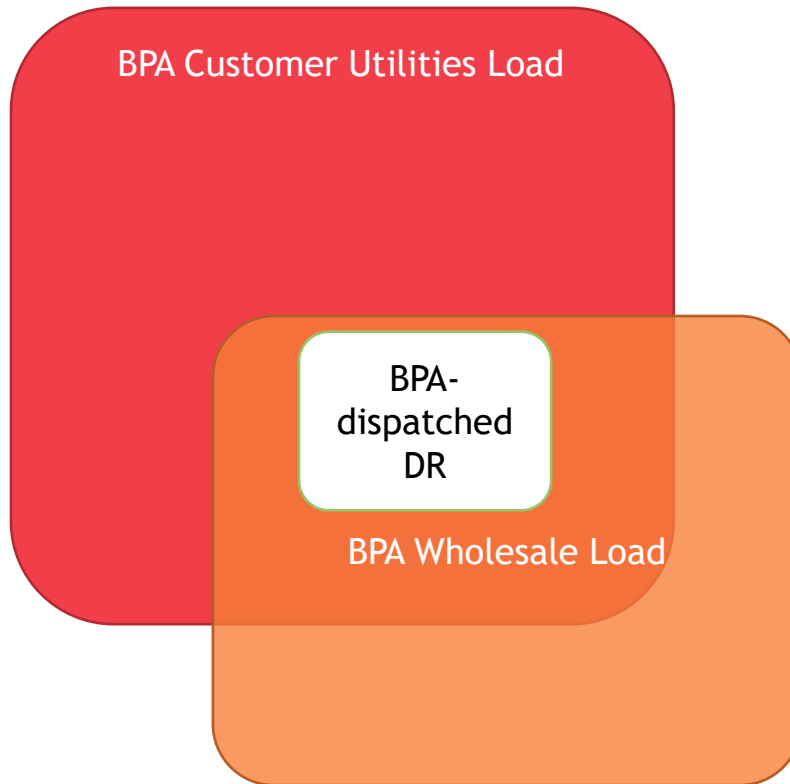 BPA Customer Utilities Load
BPA-
dispatched
DR
BPA Wholesale Load